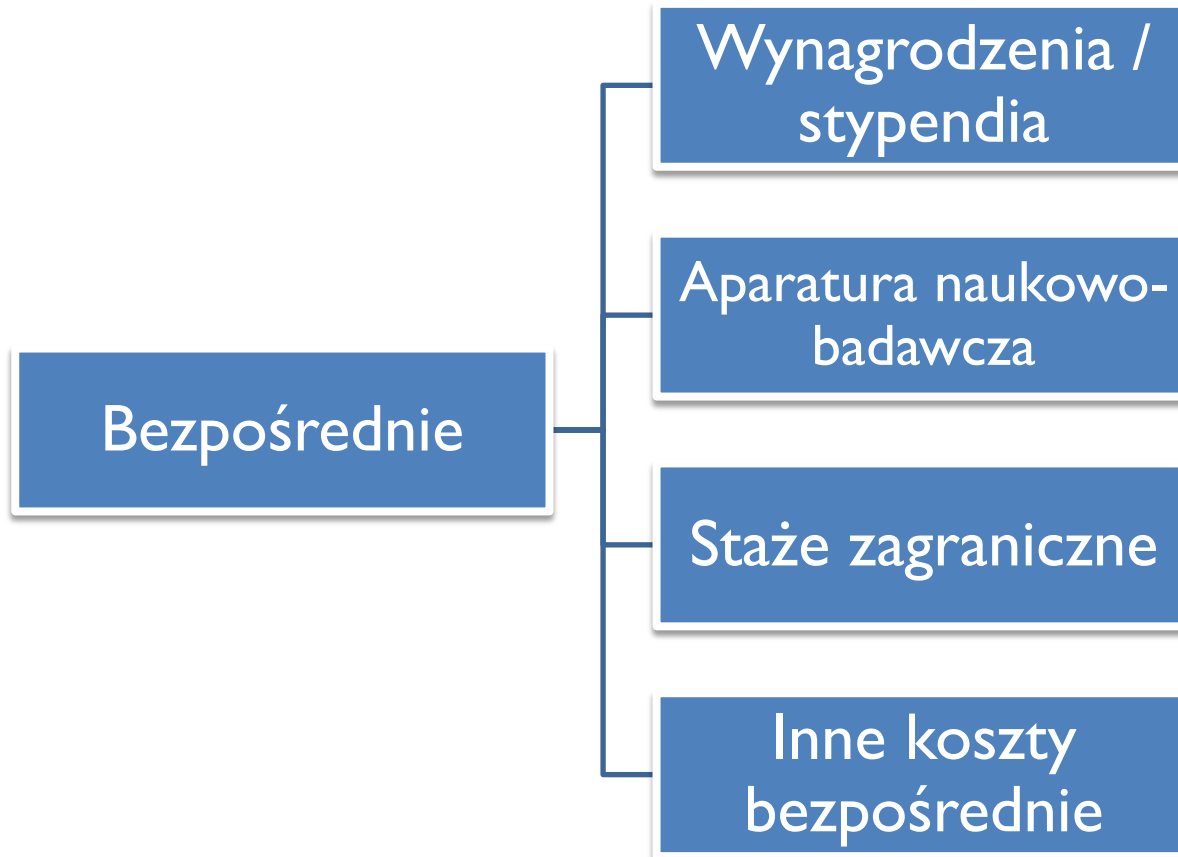 Wynagrodzenia /
stypendia
Aparatura naukowo-
badawcza
Bezpośrednie
Staże zagraniczne
Inne koszty
bezpośrednie